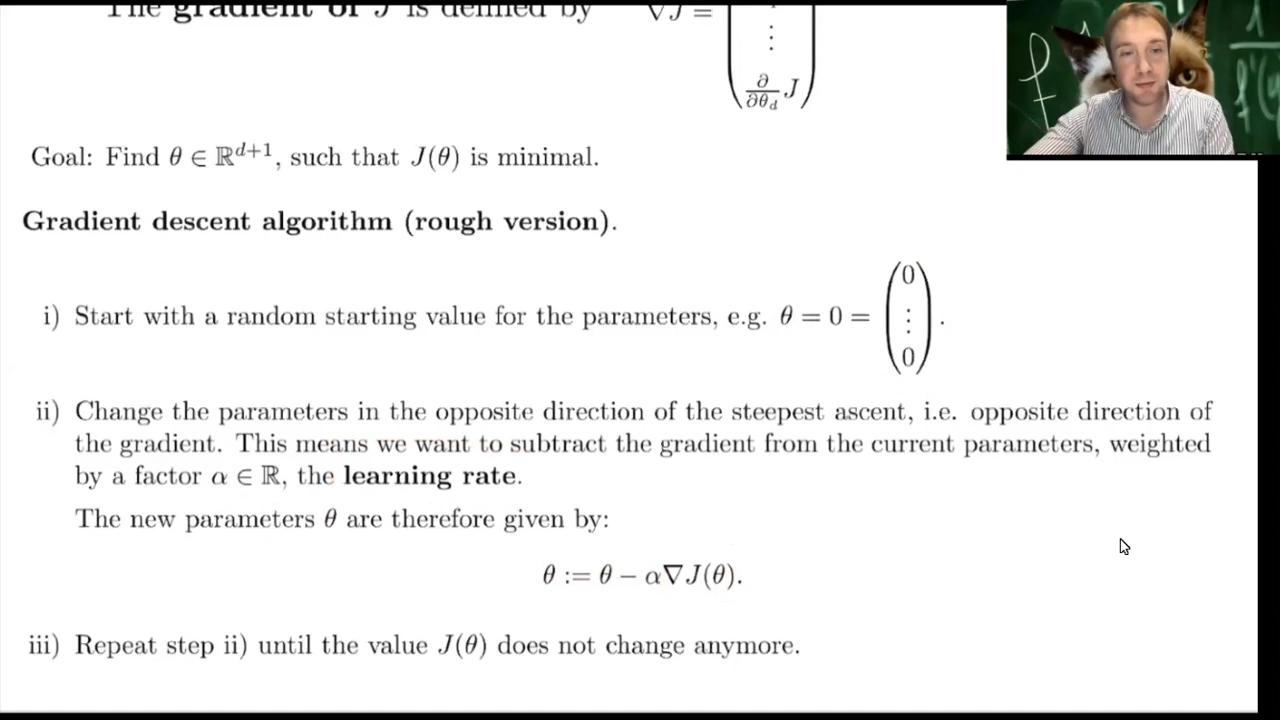 The gradient of J is defined by ∇J = ( ⋮ ∂/∂θ_d J )
Goal: Find θ ∈ ℝ^{d+1}, such that J(θ) is minimal.
Gradient descent algorithm (rough version).
i) Start with a random starting value for the parameters, e.g. θ = 0 = ( 0 ⋮ 0 ) .
ii) Change the parameters in the opposite direction of the steepest ascent, i.e. opposite direction of
the gradient. This means we want to subtract the gradient from the current parameters, weighted
by a factor α ∈ ℝ, the learning rate.
The new parameters θ are therefore given by:
θ := θ − α∇J(θ).
iii) Repeat step ii) until the value J(θ) does not change anymore.